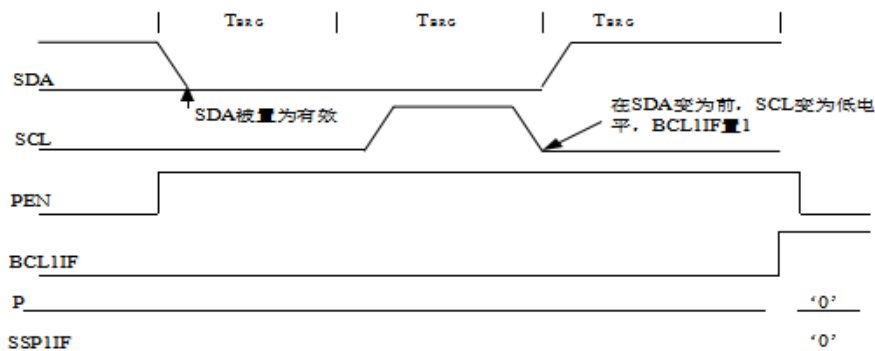 TBRG TBRG TBRG
SDA
SDA被置为有效
在SDA变为前，SCL变为低电
平，BCL1IF置1
SCL
PEN
BCL1IF
P
‘0’
SSP1IF
‘0’